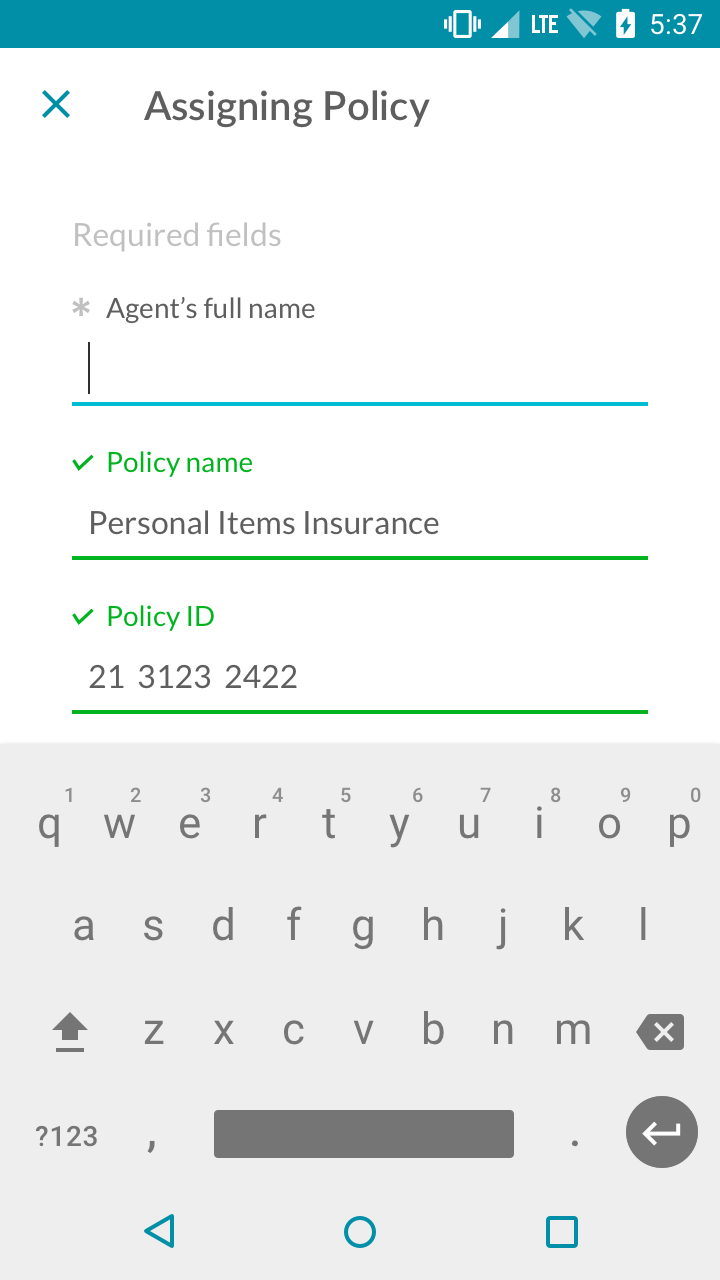 LTE 5:37
Assigning Policy
Required fields
* Agent’s full name
Policy name
Personal Items Insurance
Policy ID
21 3123 2422
1 2 3 4 5 6 7 8 9 0
q w e r t y u i o p
a s d f g h j k l
z x c v b n m
?123 , .